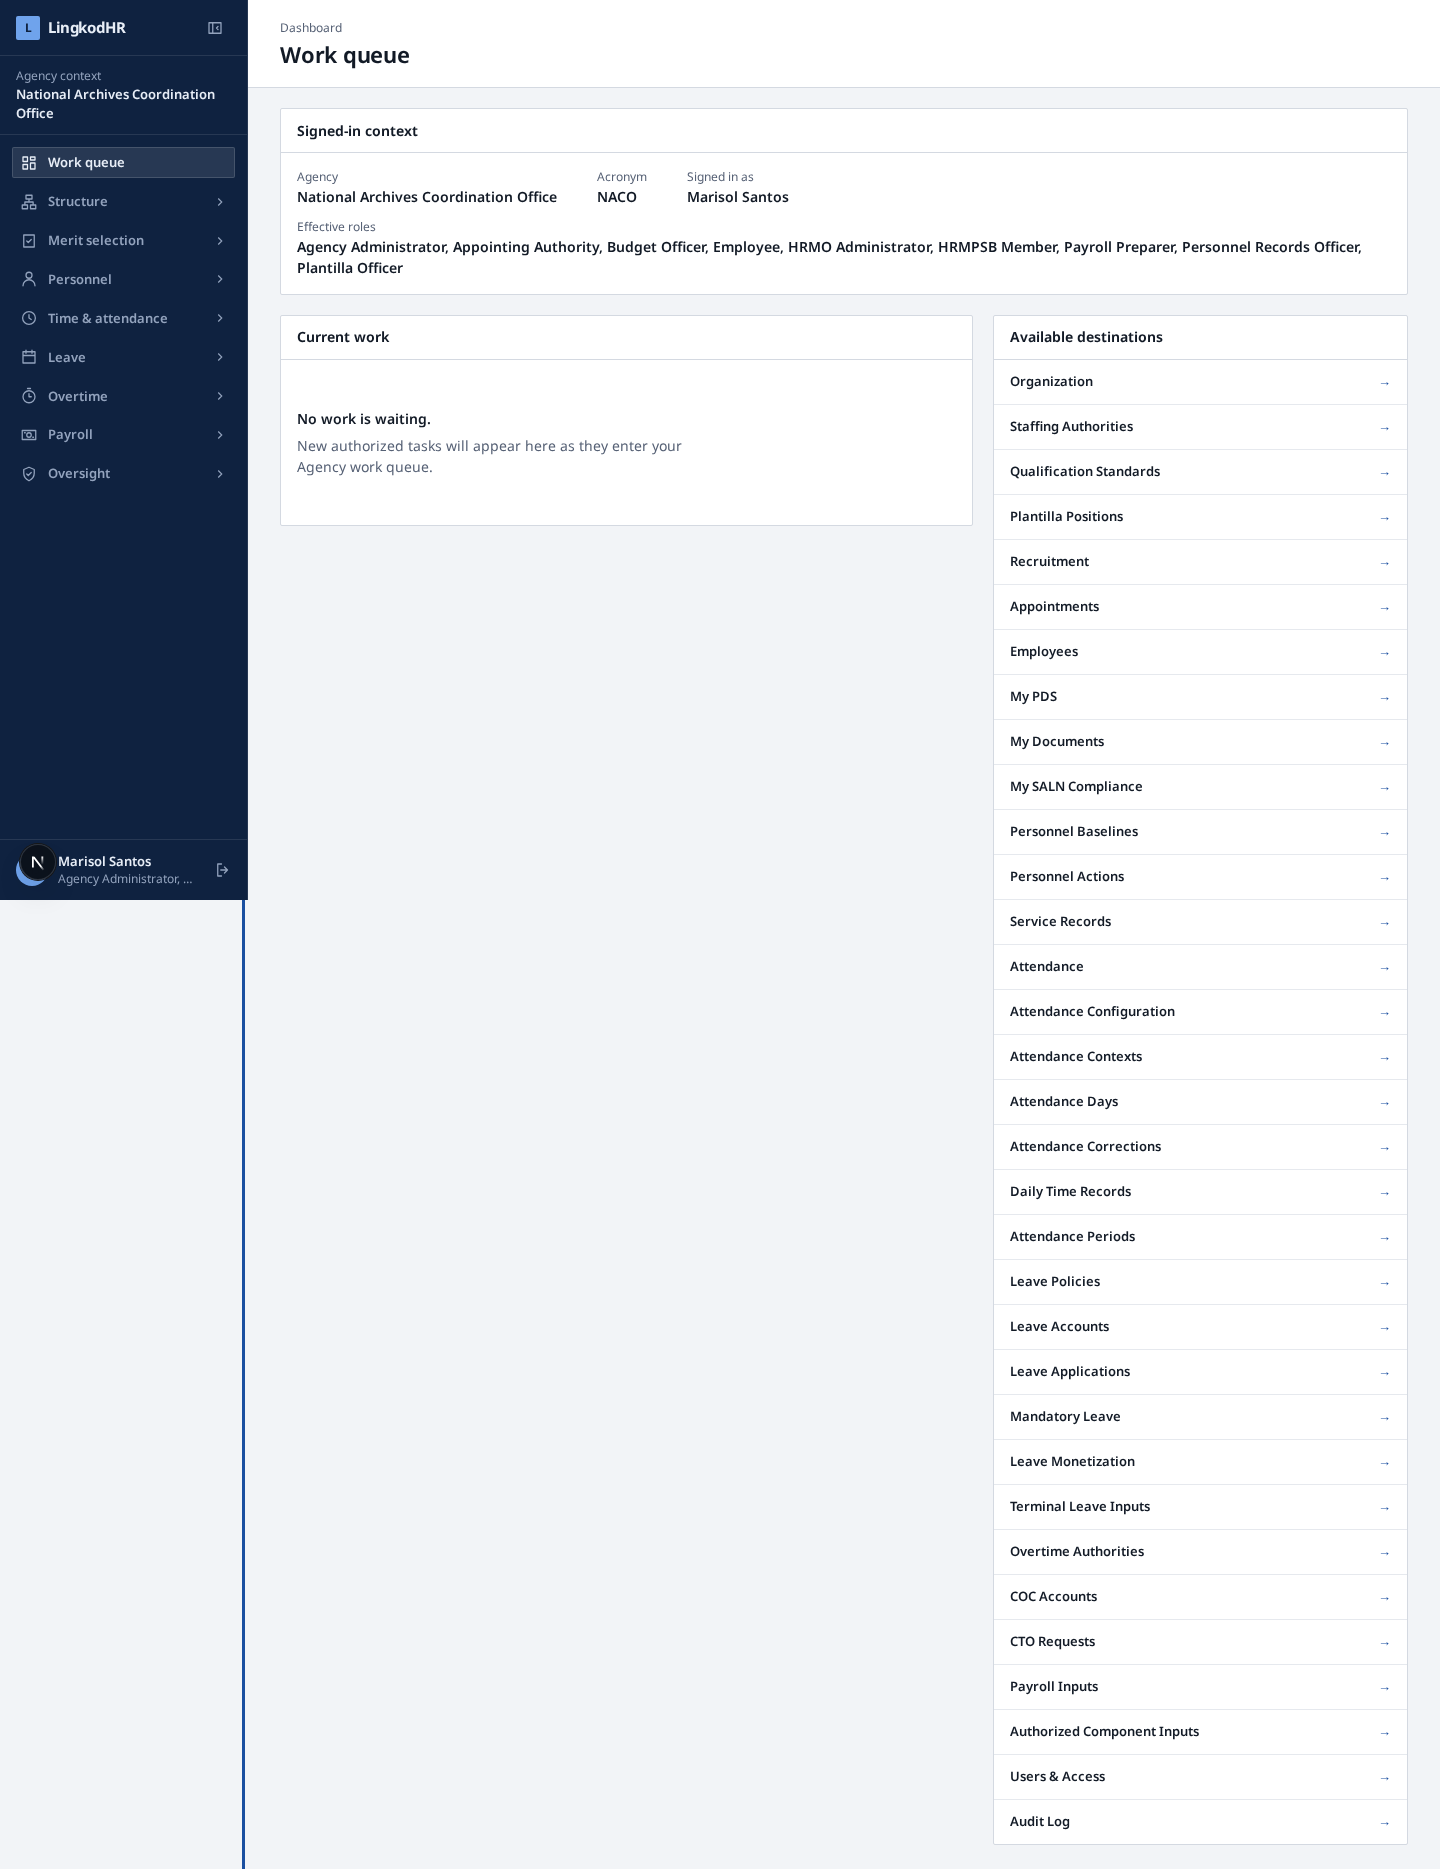 L LingkodHR
Agency context
National Archives Coordination
Office
Work queue
Structure
Merit selection
Personnel
Time & attendance
Leave
Overtime
Payroll
Oversight
N
Marisol Santos
Agency Administrator, ...
Dashboard
Work queue
Signed-in context
Agency
National Archives Coordination Office
Acronym
NACO
Signed in as
Marisol Santos
Effective roles
Agency Administrator, Appointing Authority, Budget Officer, Employee, HRMO Administrator, HRMPSB Member, Payroll Preparer, Personnel Records Officer,
Plantilla Officer
Current work
No work is waiting.
New authorized tasks will appear here as they enter your
Agency work queue.
Available destinations
Organization →
Staffing Authorities →
Qualification Standards →
Plantilla Positions →
Recruitment →
Appointments →
Employees →
My PDS →
My Documents →
My SALN Compliance →
Personnel Baselines →
Personnel Actions →
Service Records →
Attendance →
Attendance Configuration →
Attendance Contexts →
Attendance Days →
Attendance Corrections →
Daily Time Records →
Attendance Periods →
Leave Policies →
Leave Accounts →
Leave Applications →
Mandatory Leave →
Leave Monetization →
Terminal Leave Inputs →
Overtime Authorities →
COC Accounts →
CTO Requests →
Payroll Inputs →
Authorized Component Inputs →
Users & Access →
Audit Log →